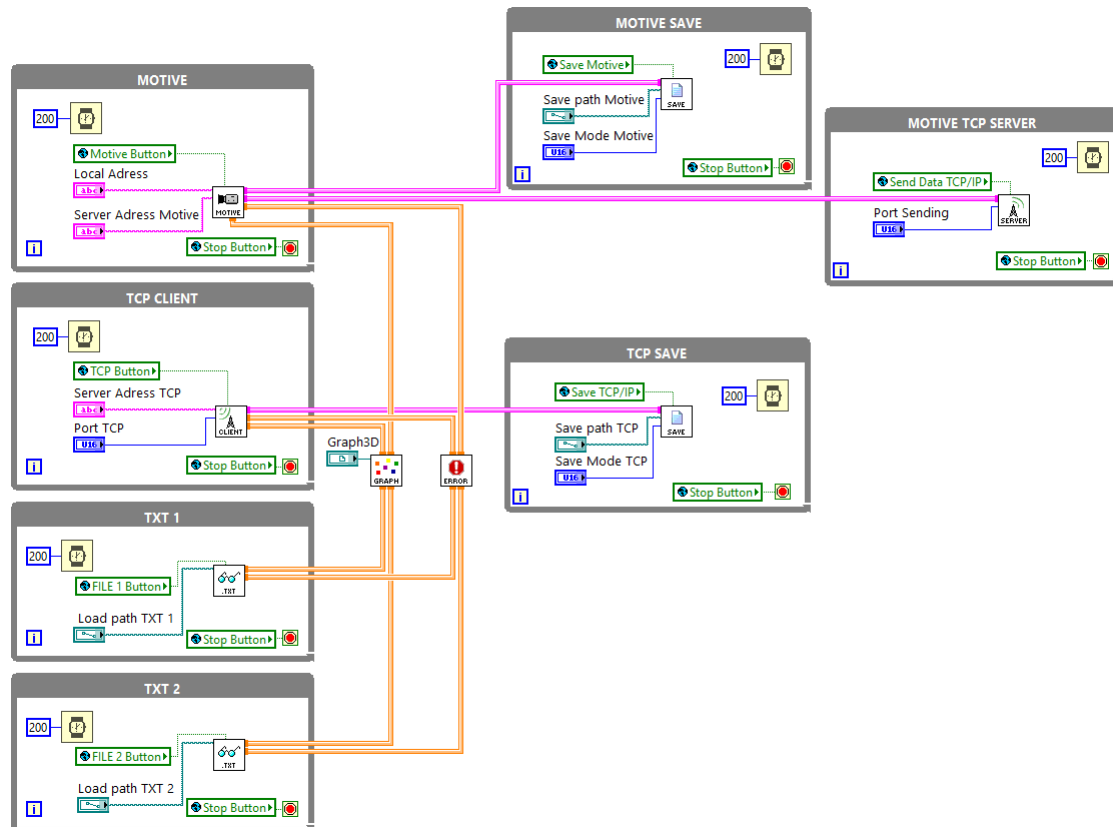 MOTIVE
200
Motive Button
Local Adress
abc
Server Adress Motive
abc
MOTIVE
i
Stop Button
MOTIVE SAVE
Save Motive
200
Save path Motive
SAVE
Save Mode Motive
U16
i
Stop Button
MOTIVE TCP SERVER
200
Send Data TCP/IP
Port Sending
U16
SERVER
Stop Button
i
TCP CLIENT
200
TCP Button
Server Adress TCP
abc
Port TCP
U16
CLIENT
i
Stop Button
Graph3D
GRAPH
ERROR
TCP SAVE
Save TCP/IP
200
Save path TCP
SAVE
Save Mode TCP
U16
i
Stop Button
TXT 1
200
FILE 1 Button
.TXT
Load path TXT 1
i
Stop Button
TXT 2
200
FILE 2 Button
.TXT
Load path TXT 2
i
Stop Button